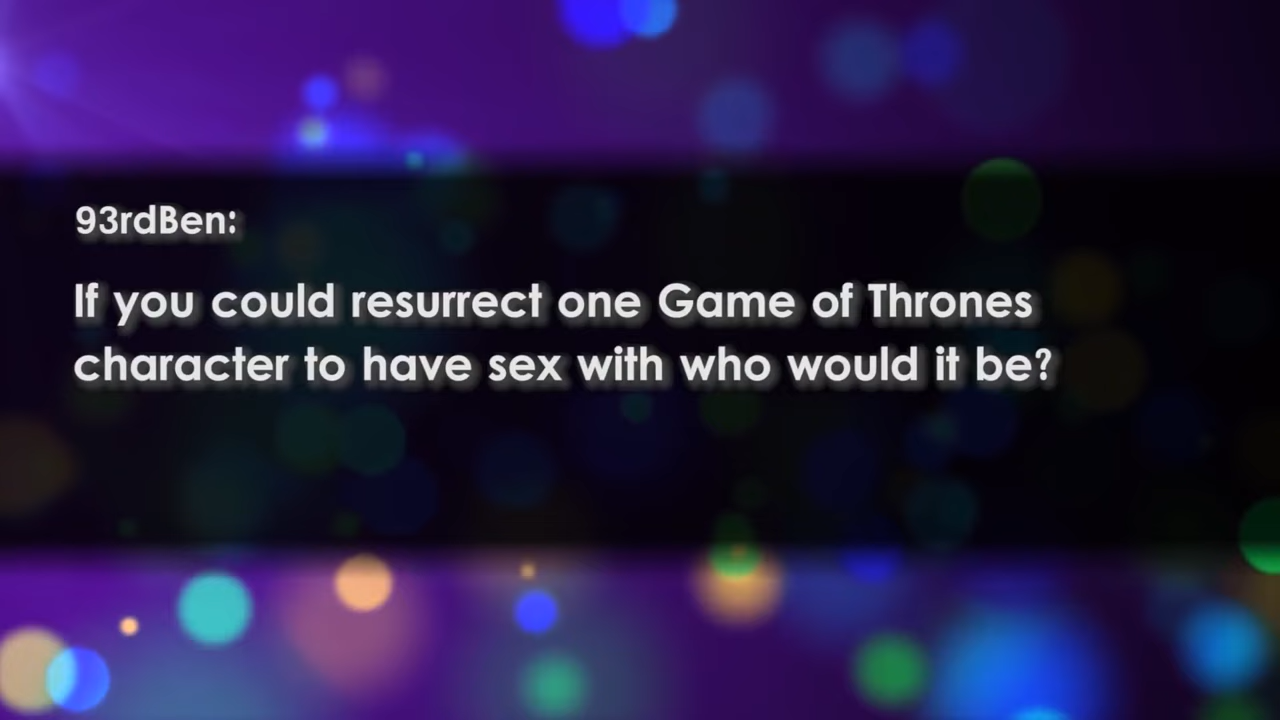 93rdBen:
If you could resurrect one Game of Thrones
character to have sex with who would it be?